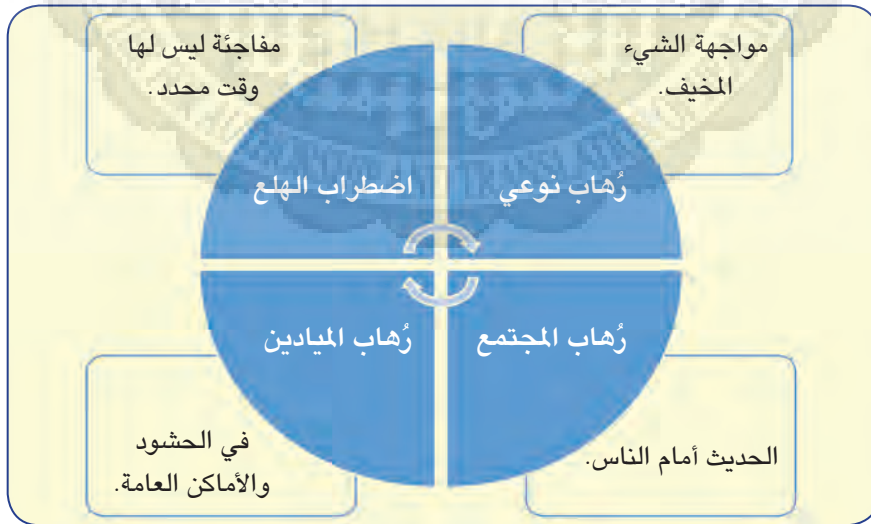 مواجهة الشيء
المخيف.
رُهاب نوعي
مفاجئة ليس لها
وقت محدد.
اضطراب الهلع
رُهاب المجتمع
الحديث أمام الناس.
رُهاب الميادين
في الحشود
والأماكن العامة.